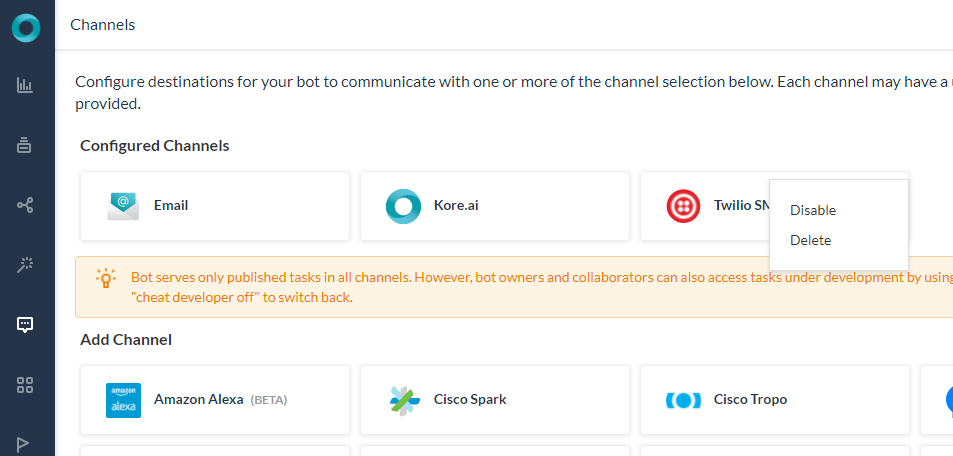 Channels
Configure destinations for your bot to communicate with one or more of the channel selection below. Each channel may have a
provided.
Configured Channels
Email
Kore.ai
Twilio
Disable
Delete
Bot serves only published tasks in all channels. However, bot owners and collaborators can also access tasks under development by using
"cheat developer off" to switch back.
Add Channel
amazon alexa
Amazon Alexa (BETA)
Cisco Spark
Cisco Tropo